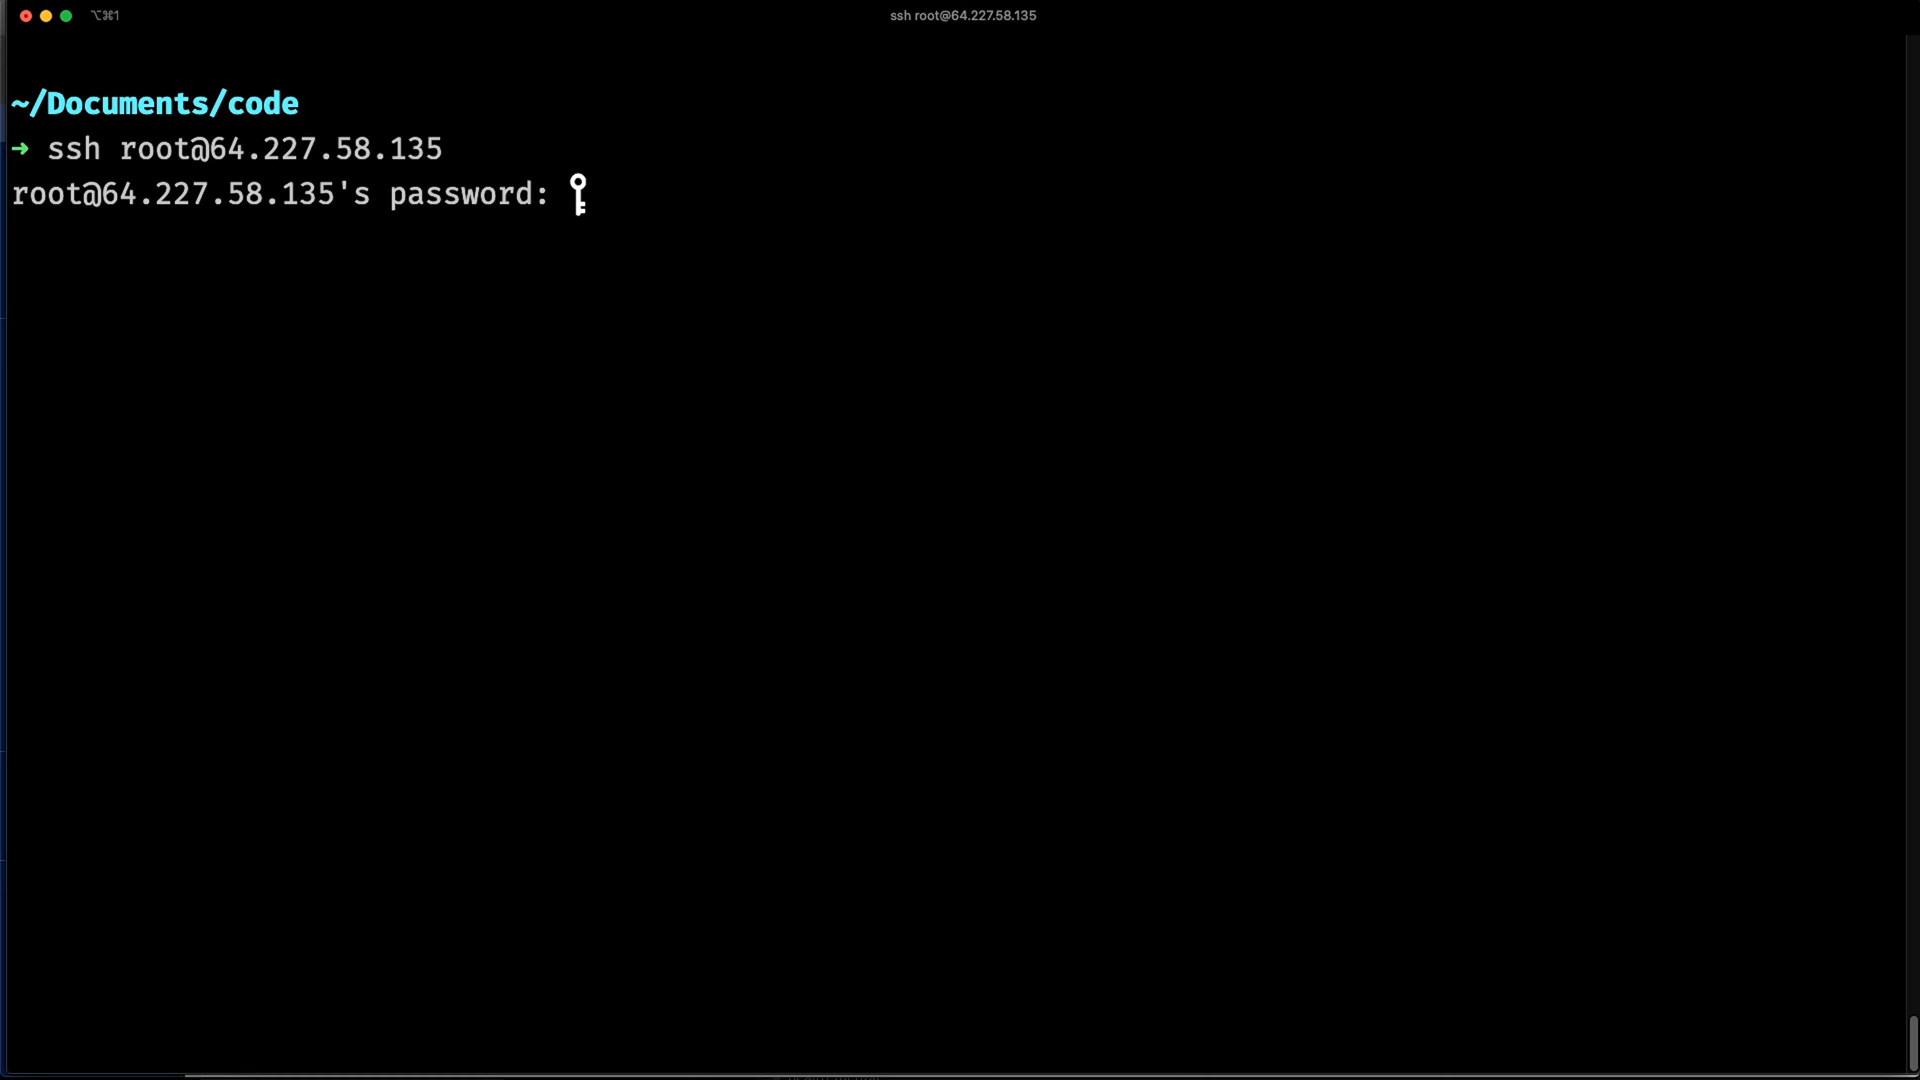 ⌥⌘1
ssh root@64.227.58.135
~/Documents/code
➜ ssh root@64.227.58.135
root@64.227.58.135's password: